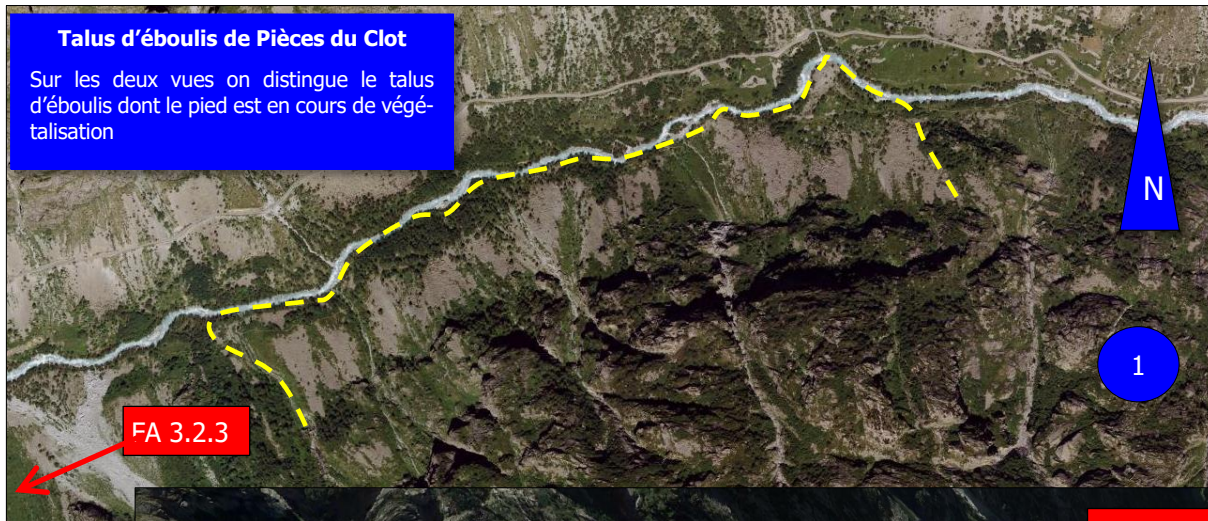 Talus d'éboulis de Pièces du Clot
Sur les deux vues on distingue le talus
d'éboulis dont le pied est en cours de végé-
talisation
N
1
FA 3.2.3